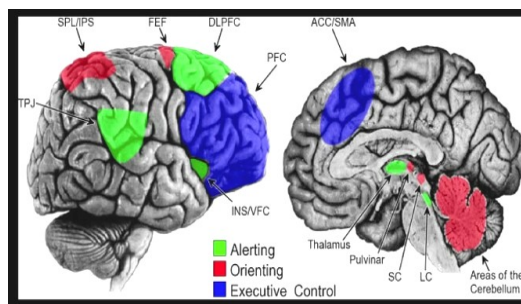 SPL/IPS
FEF
DLPFC
PFC
TPJ
INS/VFC
ACC/SMA
Thalamus
Pulvinar
SC
LC
Areas of the
Cerebellum
Alerting
Orienting
Executive Control